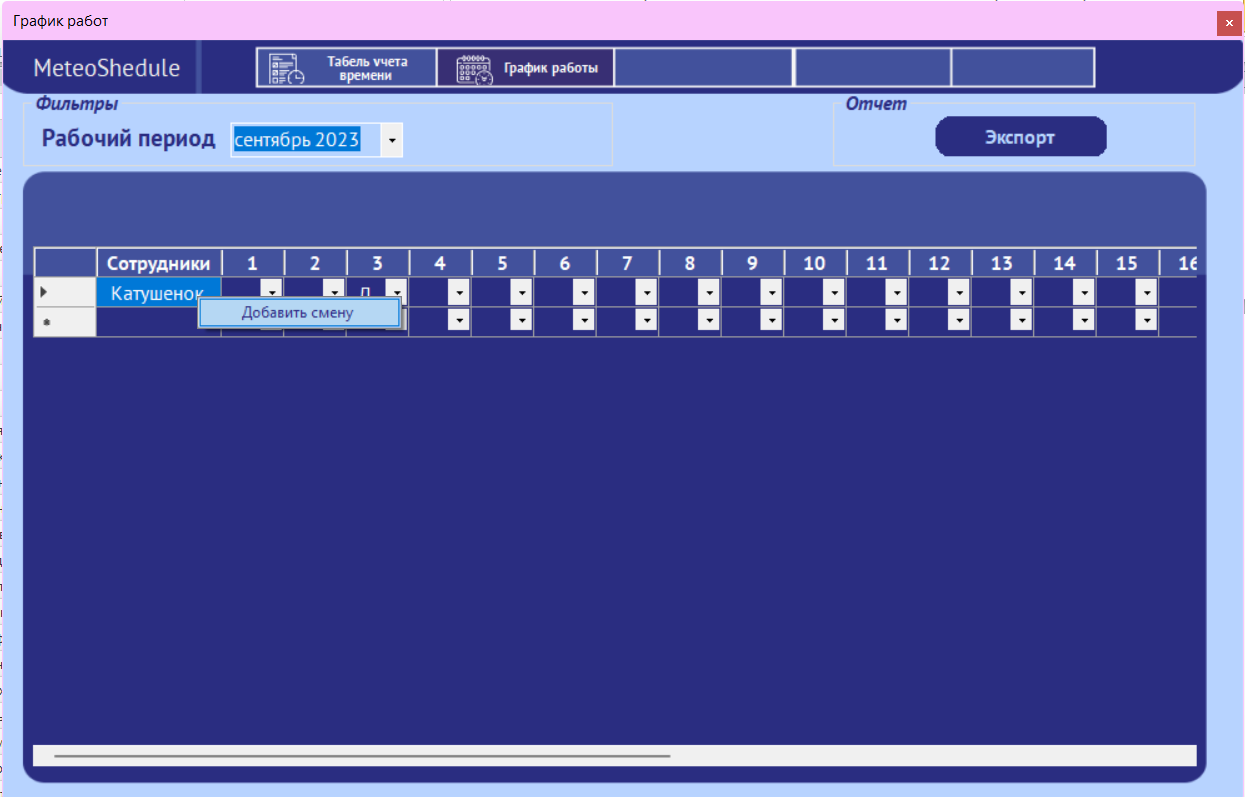 График работ
MeteoShedule
Табель учета
времени
График работы
Фильтры
Рабочий период
сентябрь 2023
Отчет
Экспорт
Сотрудники 1 2 3 4 5 6 7 8 9 10 11 12 13 14 15 16
Катушенок
Добавить смену